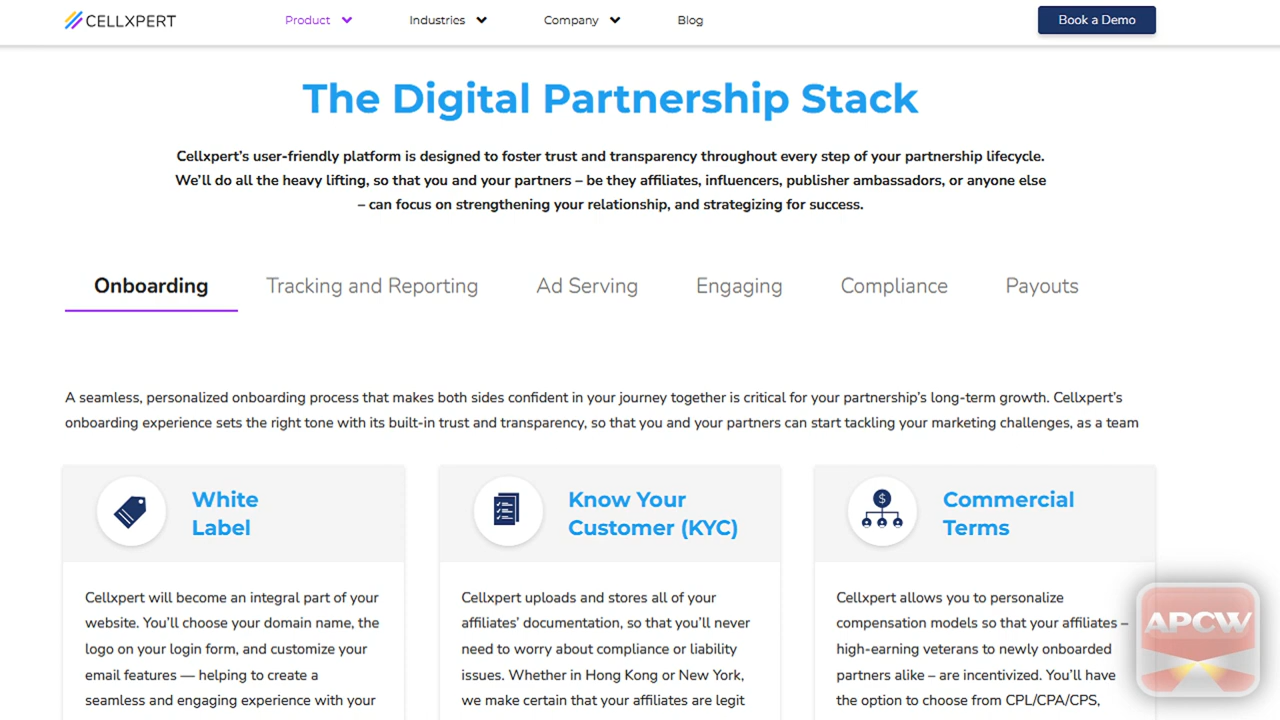 CELLXPERT
Product
Industries
Company
Blog
Book a Demo
The Digital Partnership Stack
Cellxpert's user-friendly platform is designed to foster trust and transparency throughout every step of your partnership lifecycle.
We'll do all the heavy lifting, so that you and your partners – be they affiliates, influencers, publisher ambassadors, or anyone else
– can focus on strengthening your relationship, and strategizing for success.
Onboarding
Tracking and Reporting
Ad Serving
Engaging
Compliance
Payouts
A seamless, personalized onboarding process that makes both sides confident in your journey together is critical for your partnership's long-term growth. Cellxpert's
onboarding experience sets the right tone with its built-in trust and transparency, so that you and your partners can start tackling your marketing challenges, as a team
White
Label
Cellxpert will become an integral part of your
website. You'll choose your domain name, the
logo on your login form, and customize your
email features — helping to create a
seamless and engaging experience with your
Know Your
Customer (KYC)
Cellxpert uploads and stores all of your
affiliates' documentation, so that you'll never
need to worry about compliance or liability
issues. Whether in Hong Kong or New York,
we make certain that your affiliates are legit
$
Commercial
Terms
Cellxpert allows you to personalize
compensation models so that your affiliates –
high-earning veterans to newly onboarded
partners alike – are incentivized. You'll have
the option to choose from CPL/CPA/CPS,
APCW